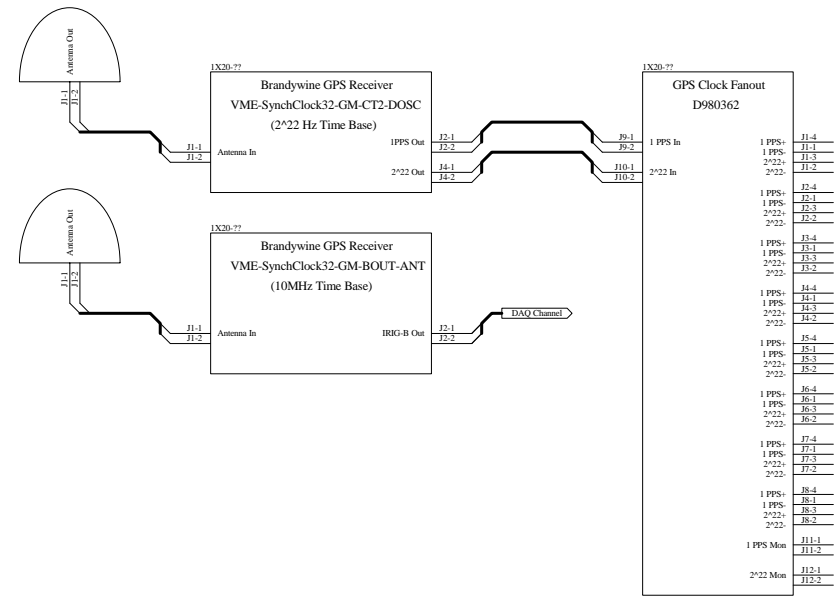 Antenna Out
J1-1
J1-2
1X20-??
Brandywine GPS Receiver
VME-SynchClock32-GM-CT2-DOSC
(2^22 Hz Time Base)
J1-1
J1-2
Antenna In
1PPS Out
J2-1
J2-2
2^22 Out
J4-1
J4-2
Antenna Out
J1-1
J1-2
1X20-??
Brandywine GPS Receiver
VME-SynchClock32-GM-BOUT-ANT
(10MHz Time Base)
J1-1
J1-2
Antenna In
IRIG-B Out
J2-1
J2-2
DAQ Channel
1X20-??
GPS Clock Fanout
D980362
J9-1
J9-2
1 PPS In
J10-1
J10-2
2^22 In
1 PPS+ J1-4
1 PPS- J1-1
2^22+ J1-3
2^22- J1-2
1 PPS+ J2-4
1 PPS- J2-1
2^22+ J2-3
2^22- J2-2
1 PPS+ J3-4
1 PPS- J3-1
2^22+ J3-3
2^22- J3-2
1 PPS+ J4-4
1 PPS- J4-1
2^22+ J4-3
2^22- J4-2
1 PPS+ J5-4
1 PPS- J5-1
2^22+ J5-3
2^22- J5-2
1 PPS+ J6-4
1 PPS- J6-1
2^22+ J6-3
2^22- J6-2
1 PPS+ J7-4
1 PPS- J7-1
2^22+ J7-3
2^22- J7-2
1 PPS+ J8-4
1 PPS- J8-1
2^22+ J8-3
2^22- J8-2
1 PPS Mon J11-1
J11-2
2^22 Mon J12-1
J12-2